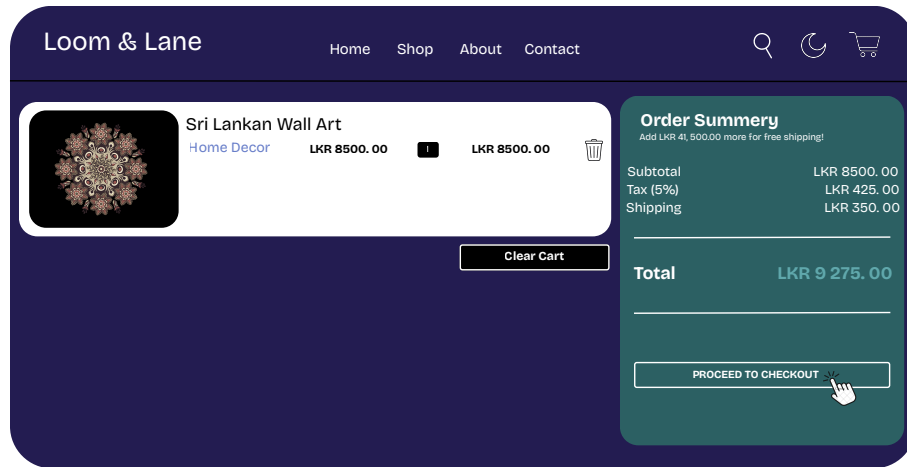 Loom & Lane
Home Shop About Contact
Sri Lankan Wall Art
Home Decor LKR 8500. 00 1 LKR 8500. 00
Clear Cart
Order Summery
Add LKR 41, 500.00 more for free shipping!
Subtotal LKR 8500. 00
Tax (5%) LKR 425. 00
Shipping LKR 350. 00
Total LKR 9 275. 00
PROCEED TO CHECKOUT